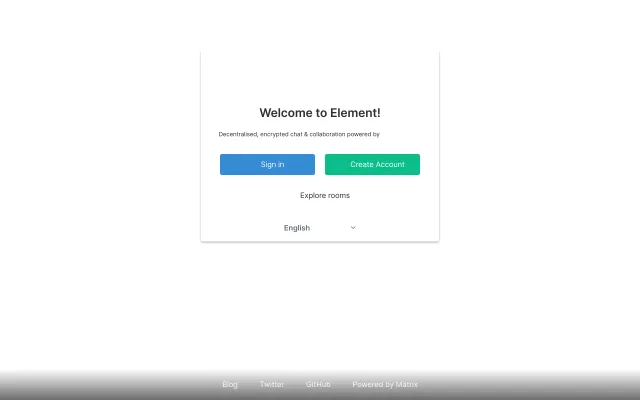 Welcome to Element!
Decentralised, encrypted chat & collaboration powered by
Sign in Create Account
Explore rooms
English
Blog Twitter GitHub Powered by Matrix